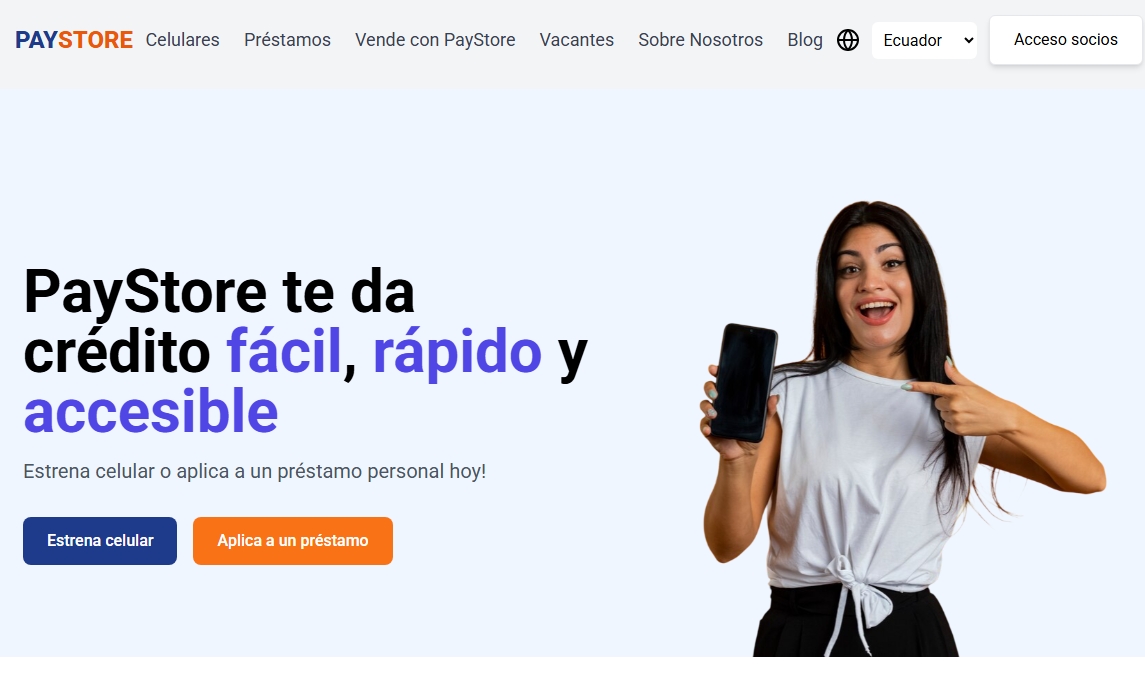 PAYSTORE Celulares Préstamos Vende con PayStore Vacantes Sobre Nosotros Blog Ecuador Acceso socios
PayStore te da
crédito fácil, rápido y
accesible
Estrena celular o aplica a un préstamo personal hoy!
Estrena celular Aplica a un préstamo